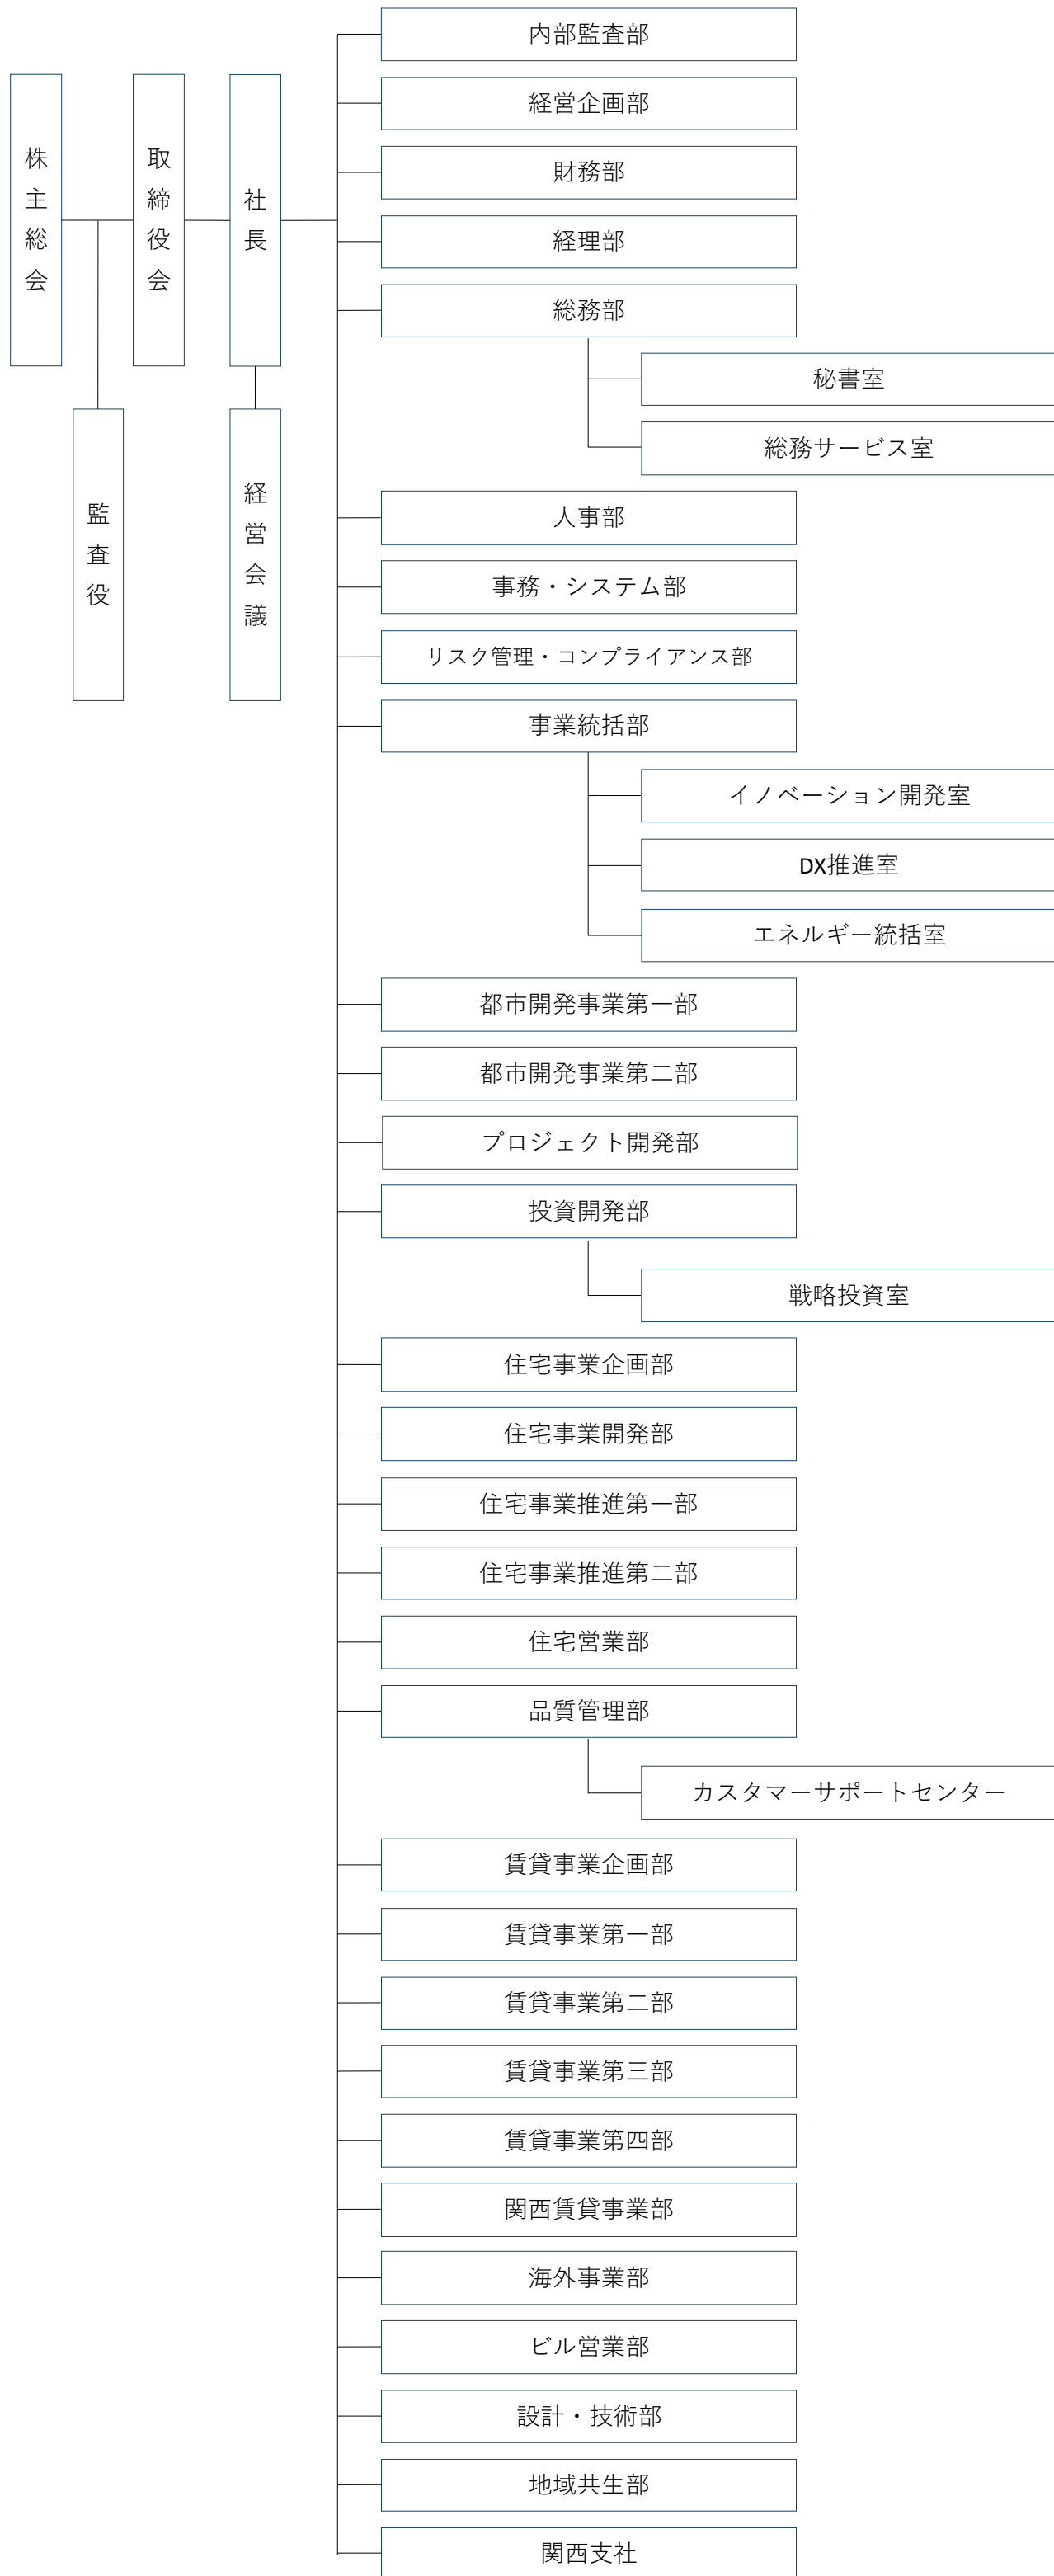 株主総会
取締役会
社長
監査役
経営会議
内部監査部
経営企画部
財務部
経理部
総務部
秘書室
総務サービス室
人事部
事務・システム部
リスク管理・コンプライアンス部
事業統括部
イノベーション開発室
DX推進室
エネルギー統括室
都市開発事業第一部
都市開発事業第二部
プロジェクト開発部
投資開発部
戦略投資室
住宅事業企画部
住宅事業開発部
住宅事業推進第一部
住宅事業推進第二部
住宅営業部
品質管理部
カスタマーサポートセンター
賃貸事業企画部
賃貸事業第一部
賃貸事業第二部
賃貸事業第三部
賃貸事業第四部
関西賃貸事業部
海外事業部
ビル営業部
設計・技術部
地域共生部
関西支社